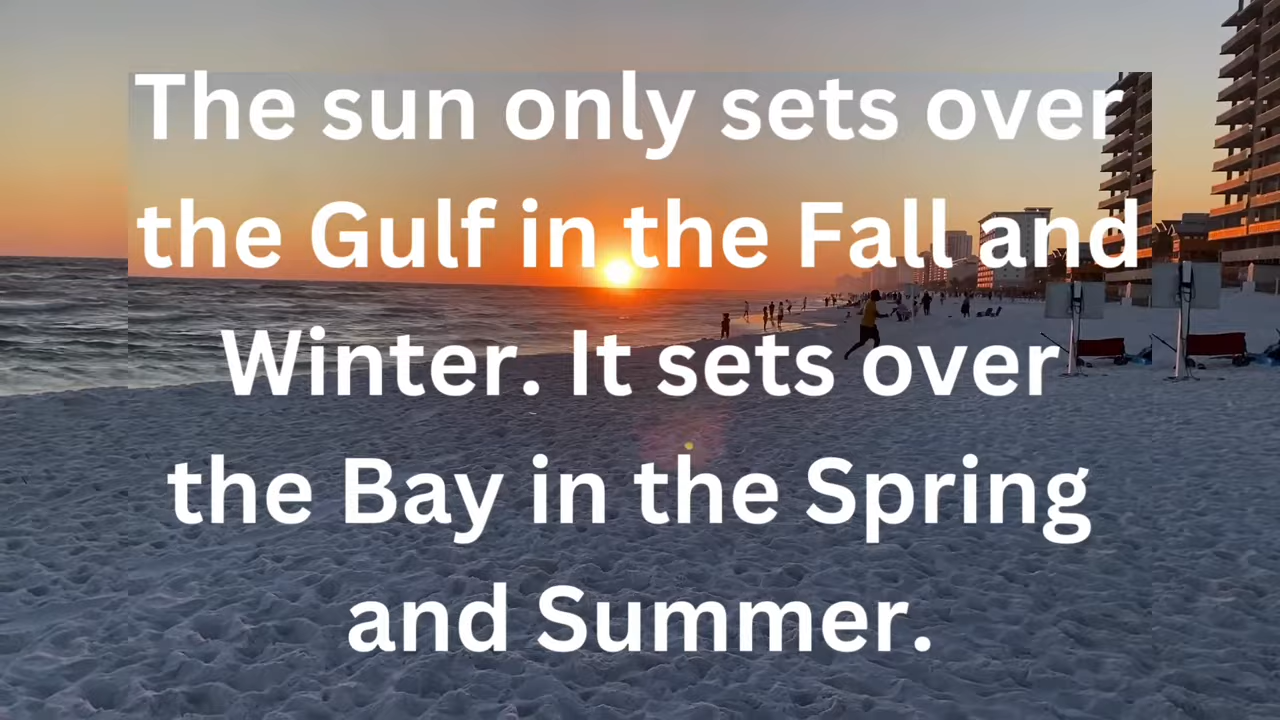 The sun only sets over
the Gulf in the Fall and
Winter. It sets over
the Bay in the Spring
and Summer.